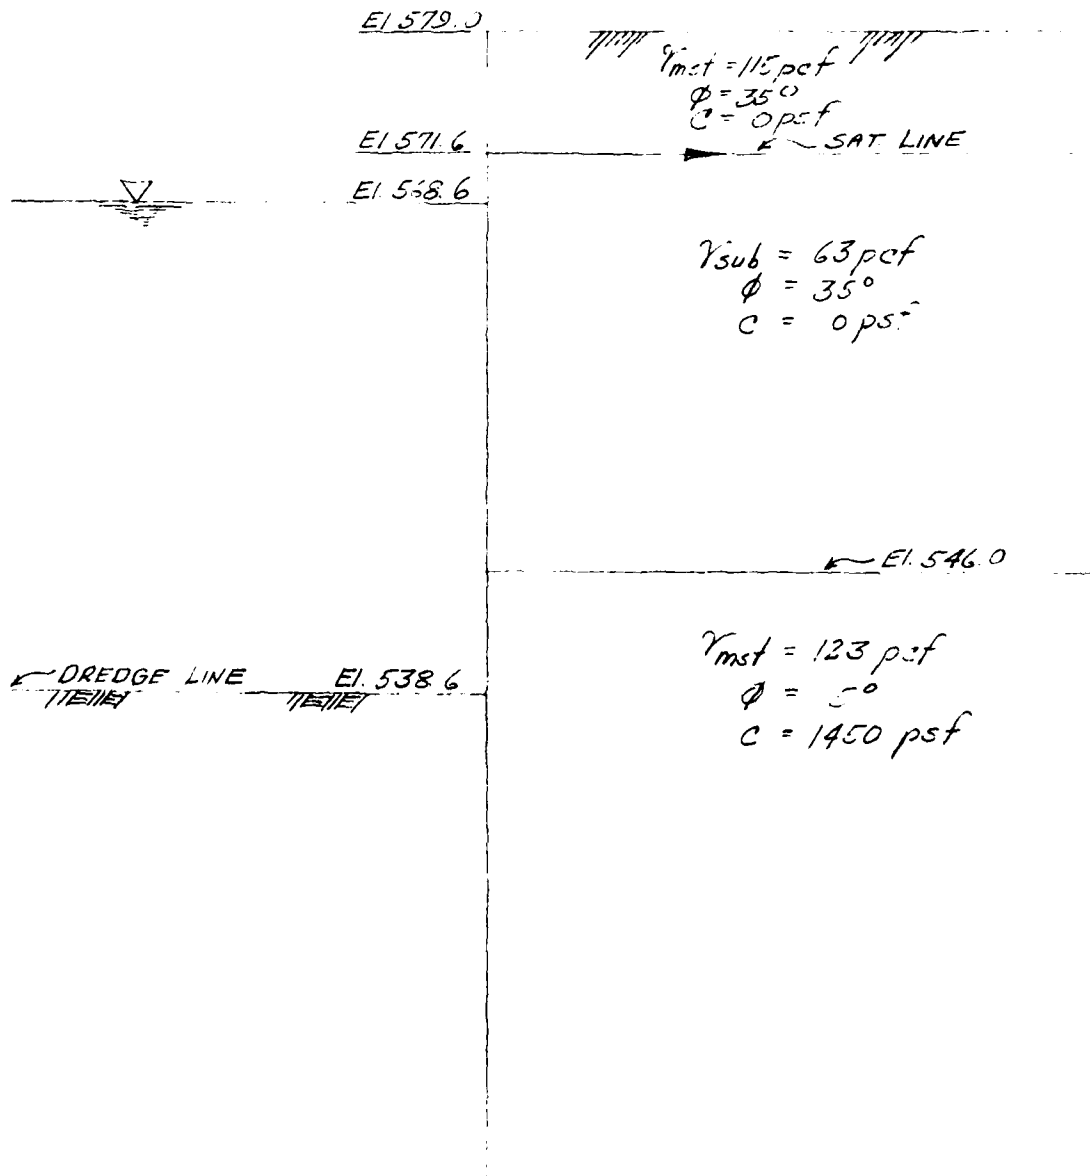 El 579.0
γmst = 115 pcf
φ = 35°
C = 0 psf
El 571.6
SAT LINE
El. 568.6
γsub = 63 pcf
φ = 35°
c = 0 psf
El. 546.0
γmst = 123 pcf
DREDGE LINE
El. 538.6
φ = °
c = 1450 psf